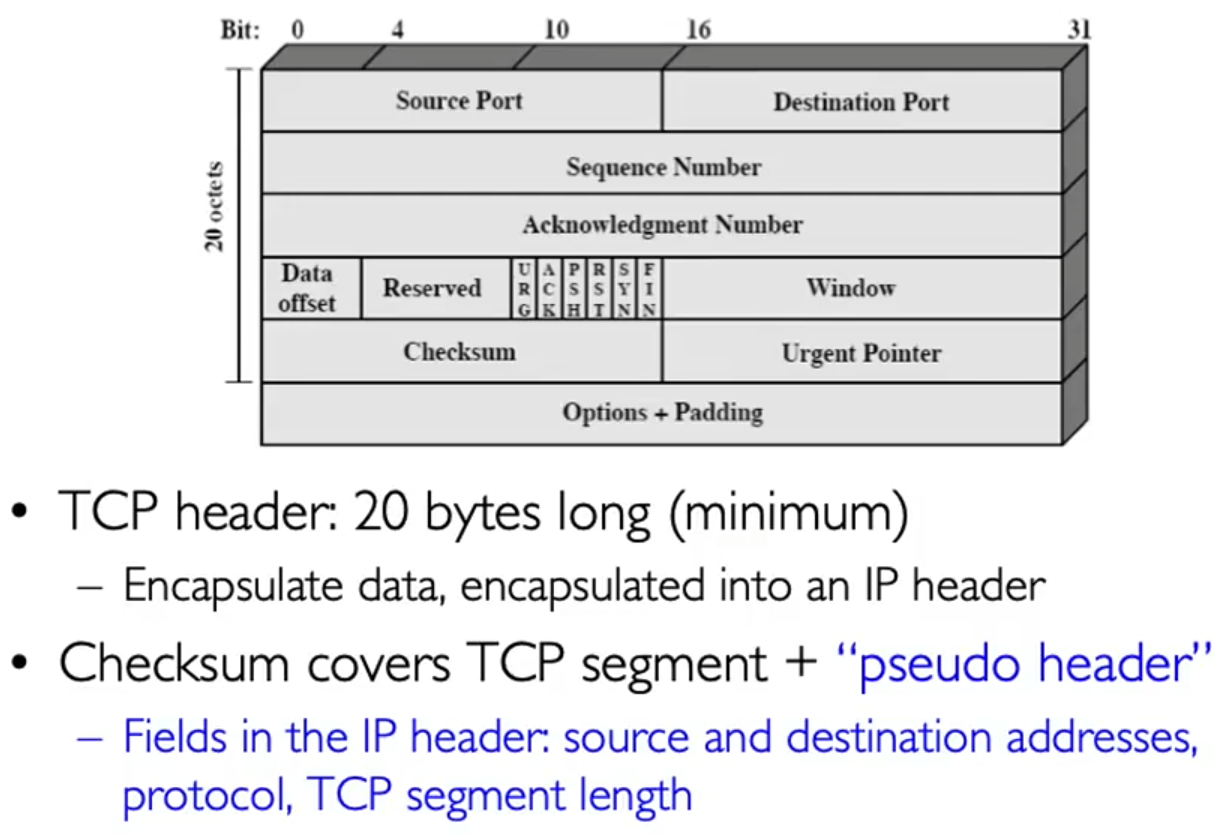 Bit: 0 4 10 16 31
20 octets
Source Port Destination Port
Sequence Number
Acknowledgment Number
Data offset Reserved URG ACK PSH RST SYN FIN Window
Checksum Urgent Pointer
Options + Padding
• TCP header: 20 bytes long (minimum)
– Encapsulate data, encapsulated into an IP header
• Checksum covers TCP segment + “pseudo header”
– Fields in the IP header: source and destination addresses,
protocol, TCP segment length